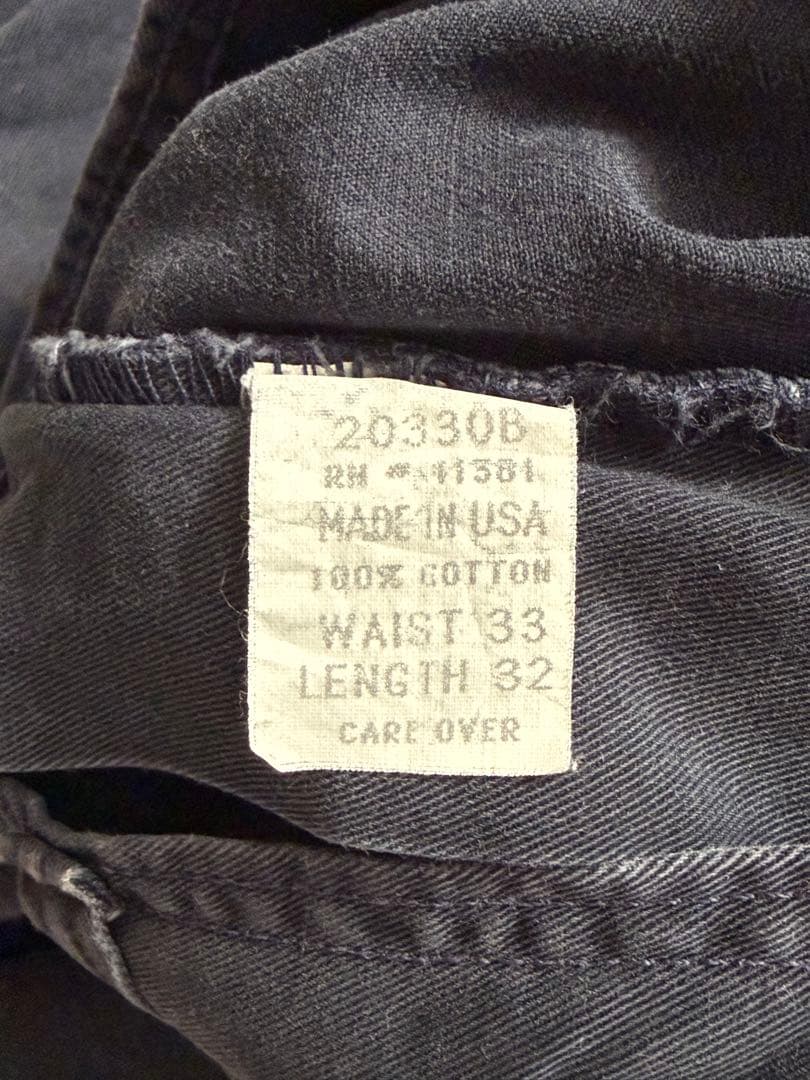 20330B
RN # 41381
MADE IN USA
100% COTTON
WAIST 33
LENGTH 32
CARE OVER